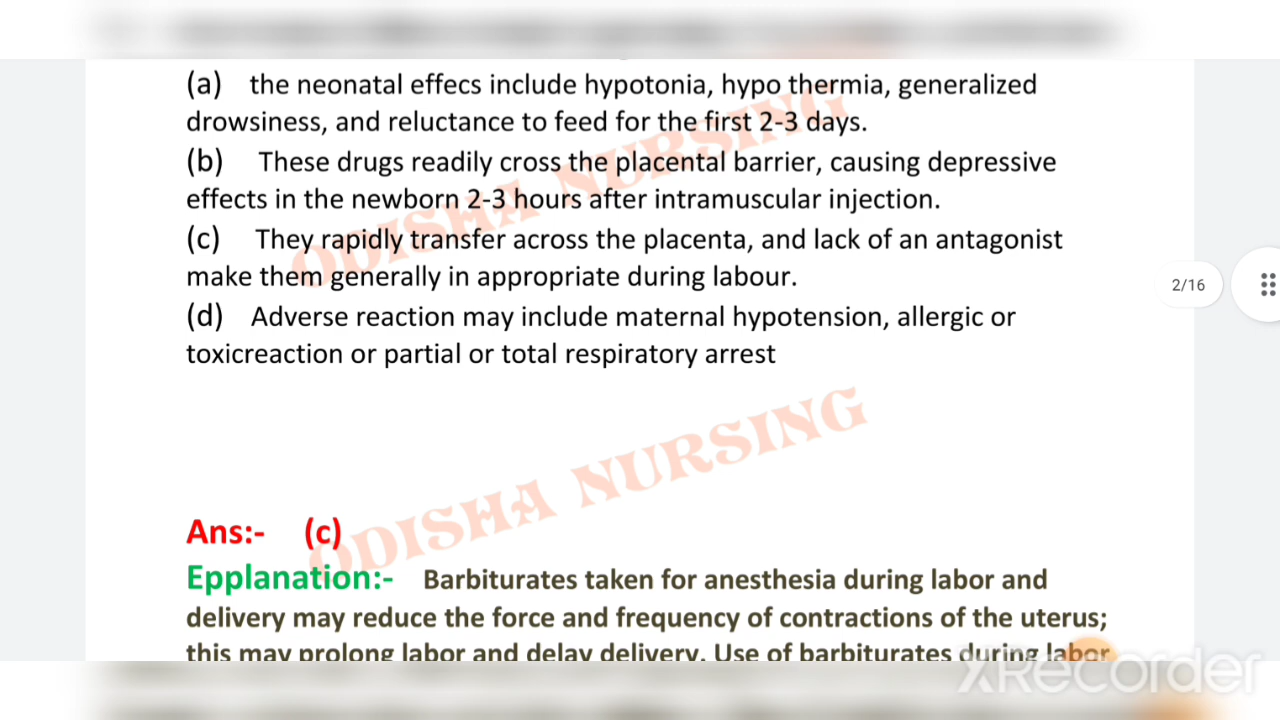 (a) the neonatal effecs include hypotonia, hypo thermia, generalized
drowsiness, and reluctance to feed for the first 2-3 days.
(b) These drugs readily cross the placental barrier, causing depressive
effects in the newborn 2-3 hours after intramuscular injection.
(c) They rapidly transfer across the placenta, and lack of an antagonist
make them generally in appropriate during labour.
2/16
(d) Adverse reaction may include maternal hypotension, allergic or
toxicreaction or partial or total respiratory arrest
ODISHA NURSING
ODISHA NURSING
Ans:- (c)
Epplanation:- Barbiturates taken for anesthesia during labor and
delivery may reduce the force and frequency of contractions of the uterus;
this may prolong labor and delay delivery. Use of barbiturates during labor
XRecorder